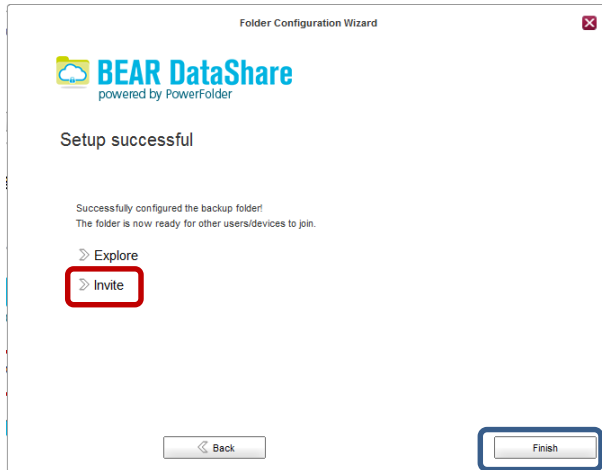 Folder Configuration Wizard
BEAR DataShare
powered by PowerFolder
Setup successful
Successfully configured the backup folder!
The folder is now ready for other users/devices to join.
Explore
Invite
Back
Finish